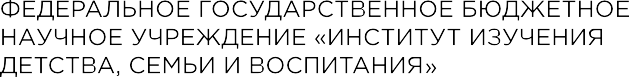 ФЕДЕРАЛЬНОЕ ГОСУДАРСТВЕННОЕ БЮДЖЕТНОЕ
НАУЧНОЕ УЧРЕЖДЕНИЕ «ИНСТИТУТ ИЗУЧЕНИЯ
ДЕТСТВА, СЕМЬИ И ВОСПИТАНИЯ»